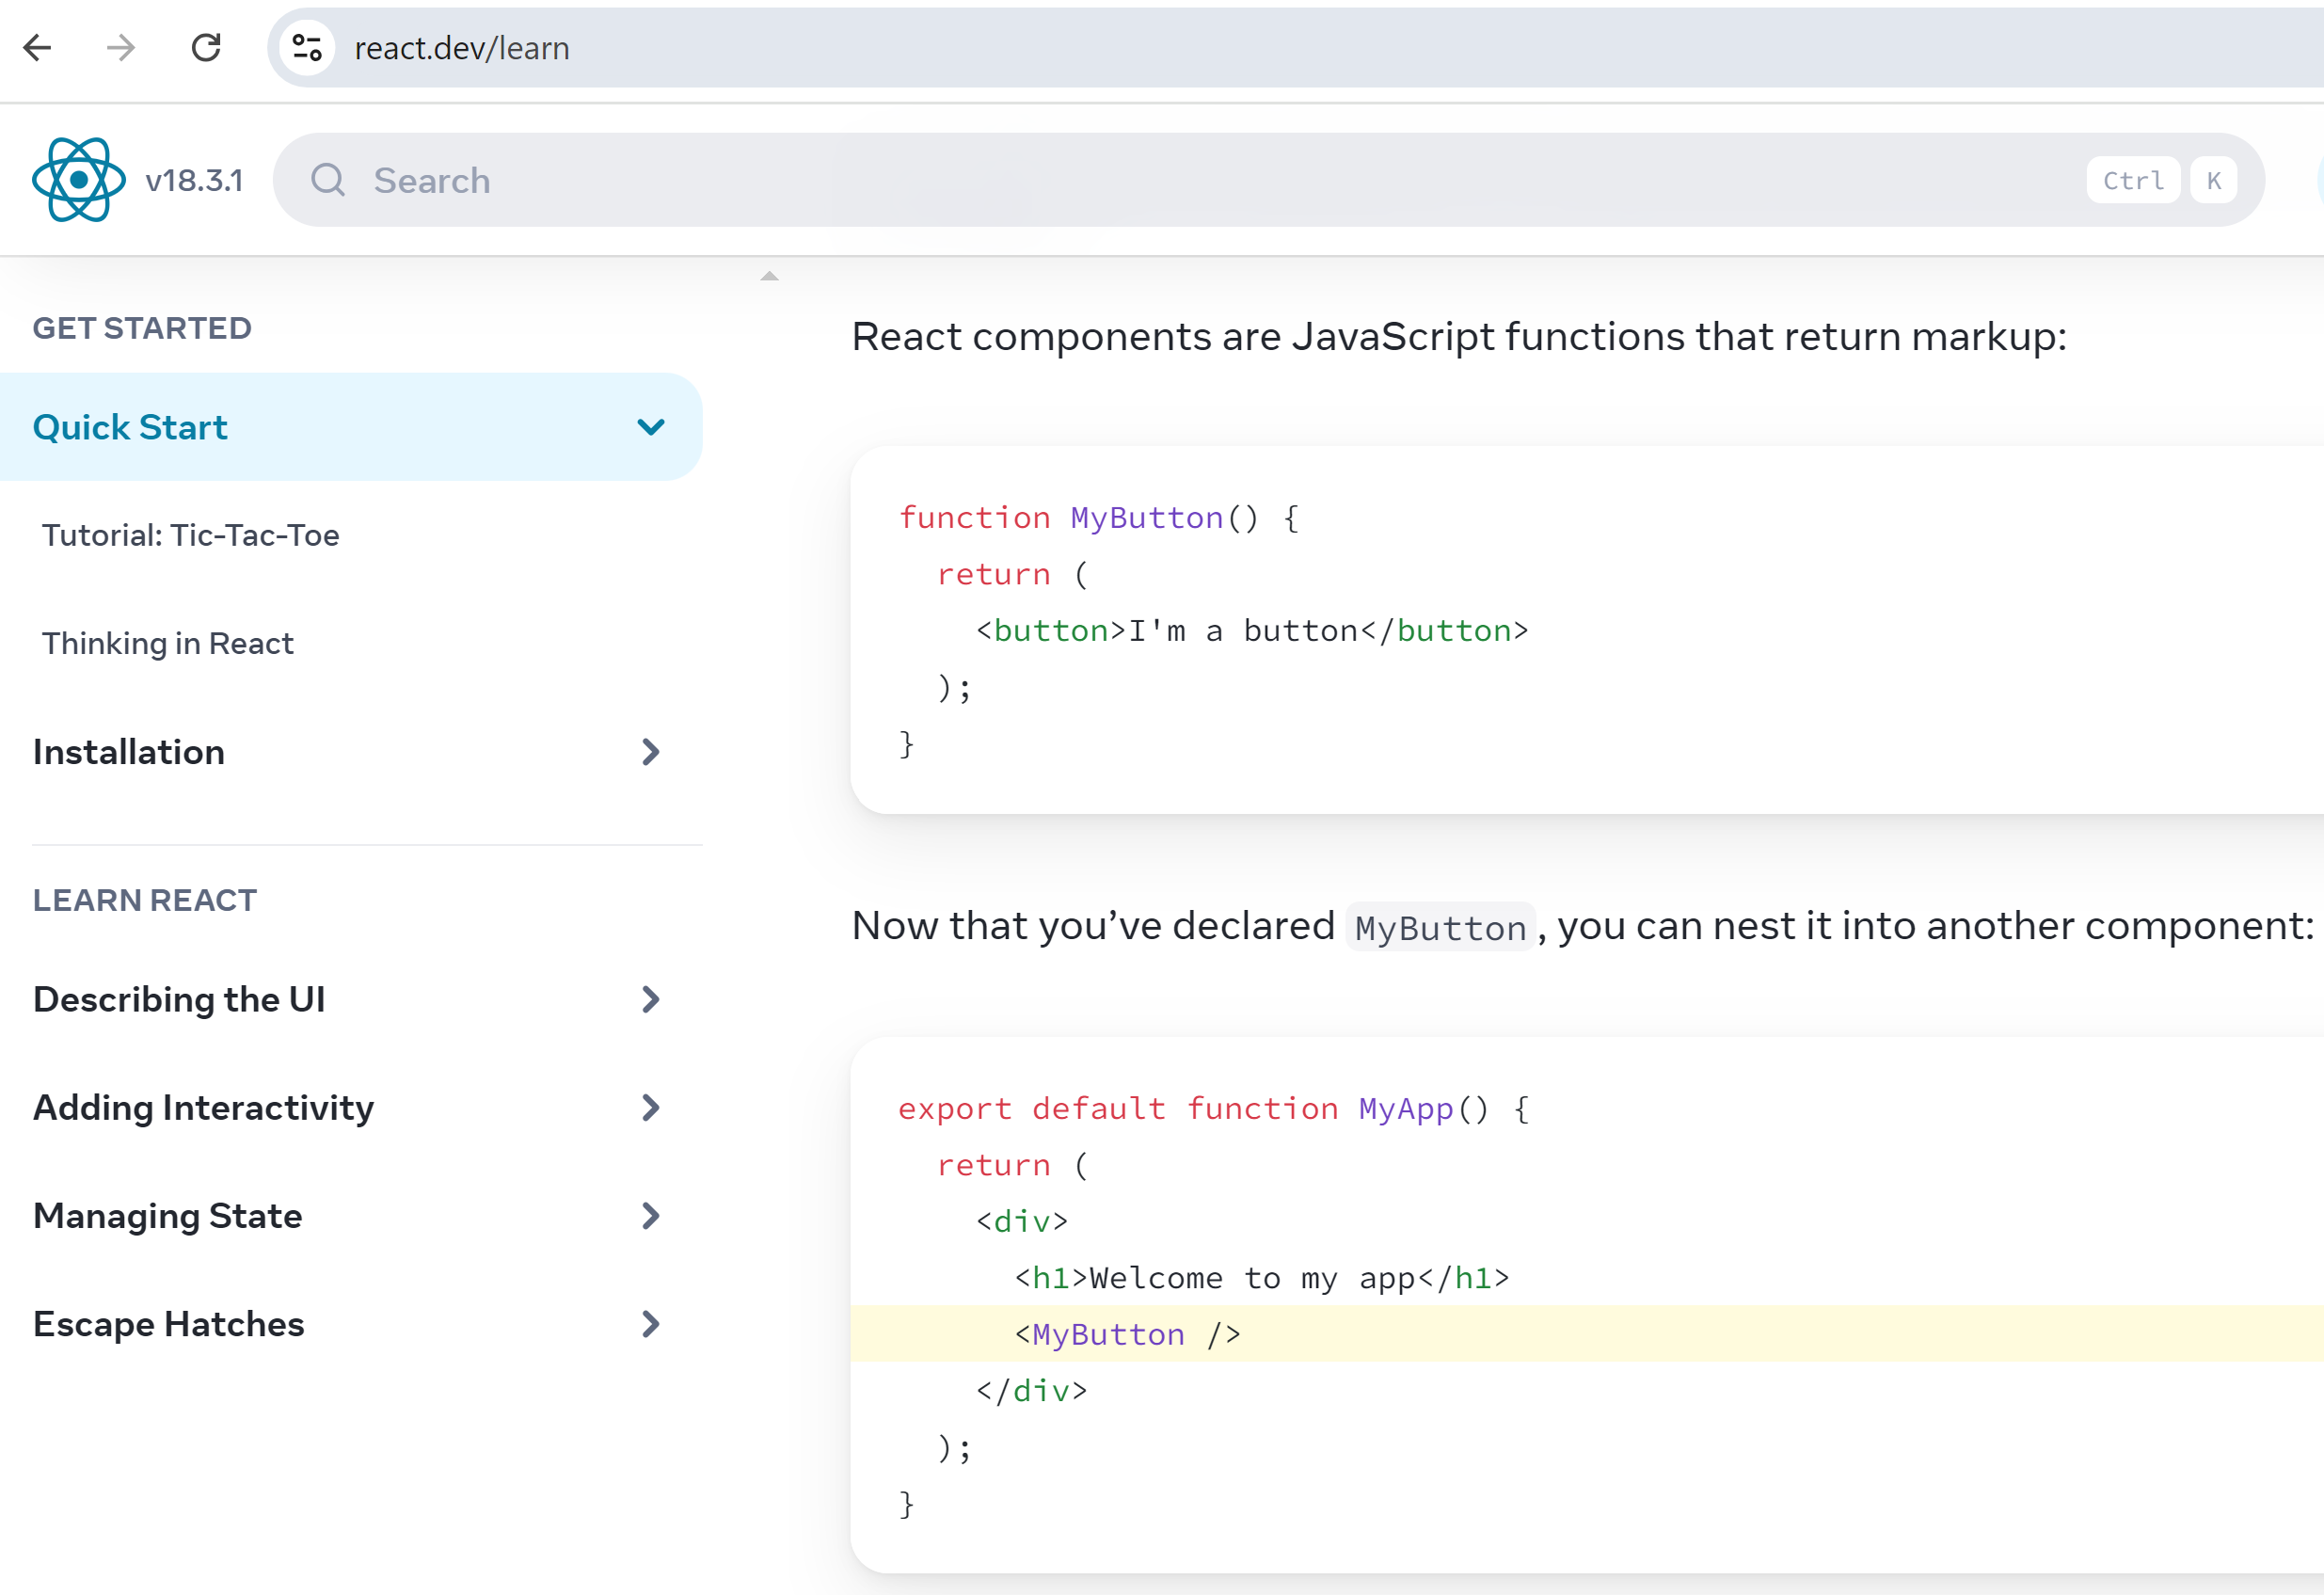 react.dev/learn
v18.3.1
Search
Ctrl K
GET STARTED
Quick Start
Tutorial: Tic-Tac-Toe
Thinking in React
Installation
LEARN REACT
Describing the UI
Adding Interactivity
Managing State
Escape Hatches
React components are JavaScript functions that return markup:
function MyButton() {
  return (
    <button>I'm a button</button>
  );
}
Now that you’ve declared MyButton, you can nest it into another component:
export default function MyApp() {
  return (
    <div>
      <h1>Welcome to my app</h1>
      <MyButton />
    </div>
  );
}